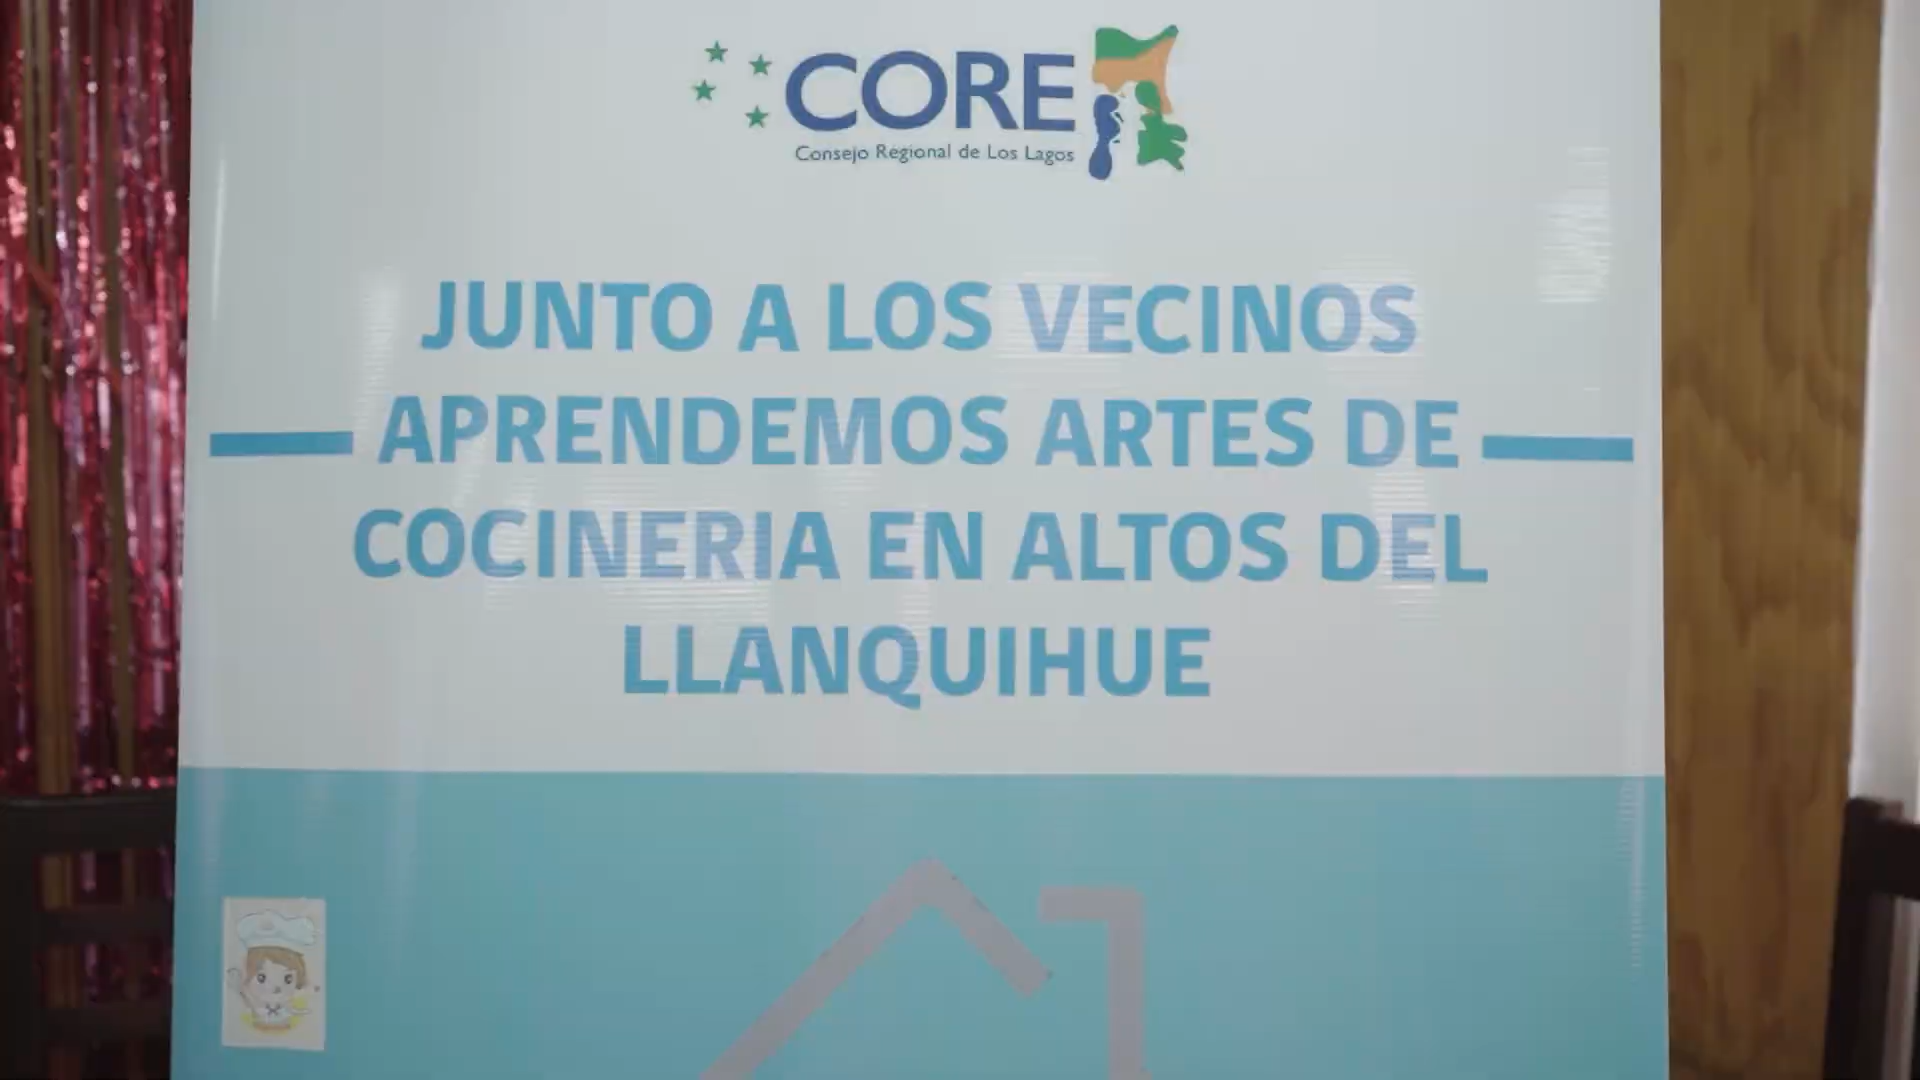 CORE
Consejo Regional de Los Lagos
JUNTO A LOS VECINOS
APRENDEMOS ARTES DE
COCINERIA EN ALTOS DEL
LLANQUIHUE